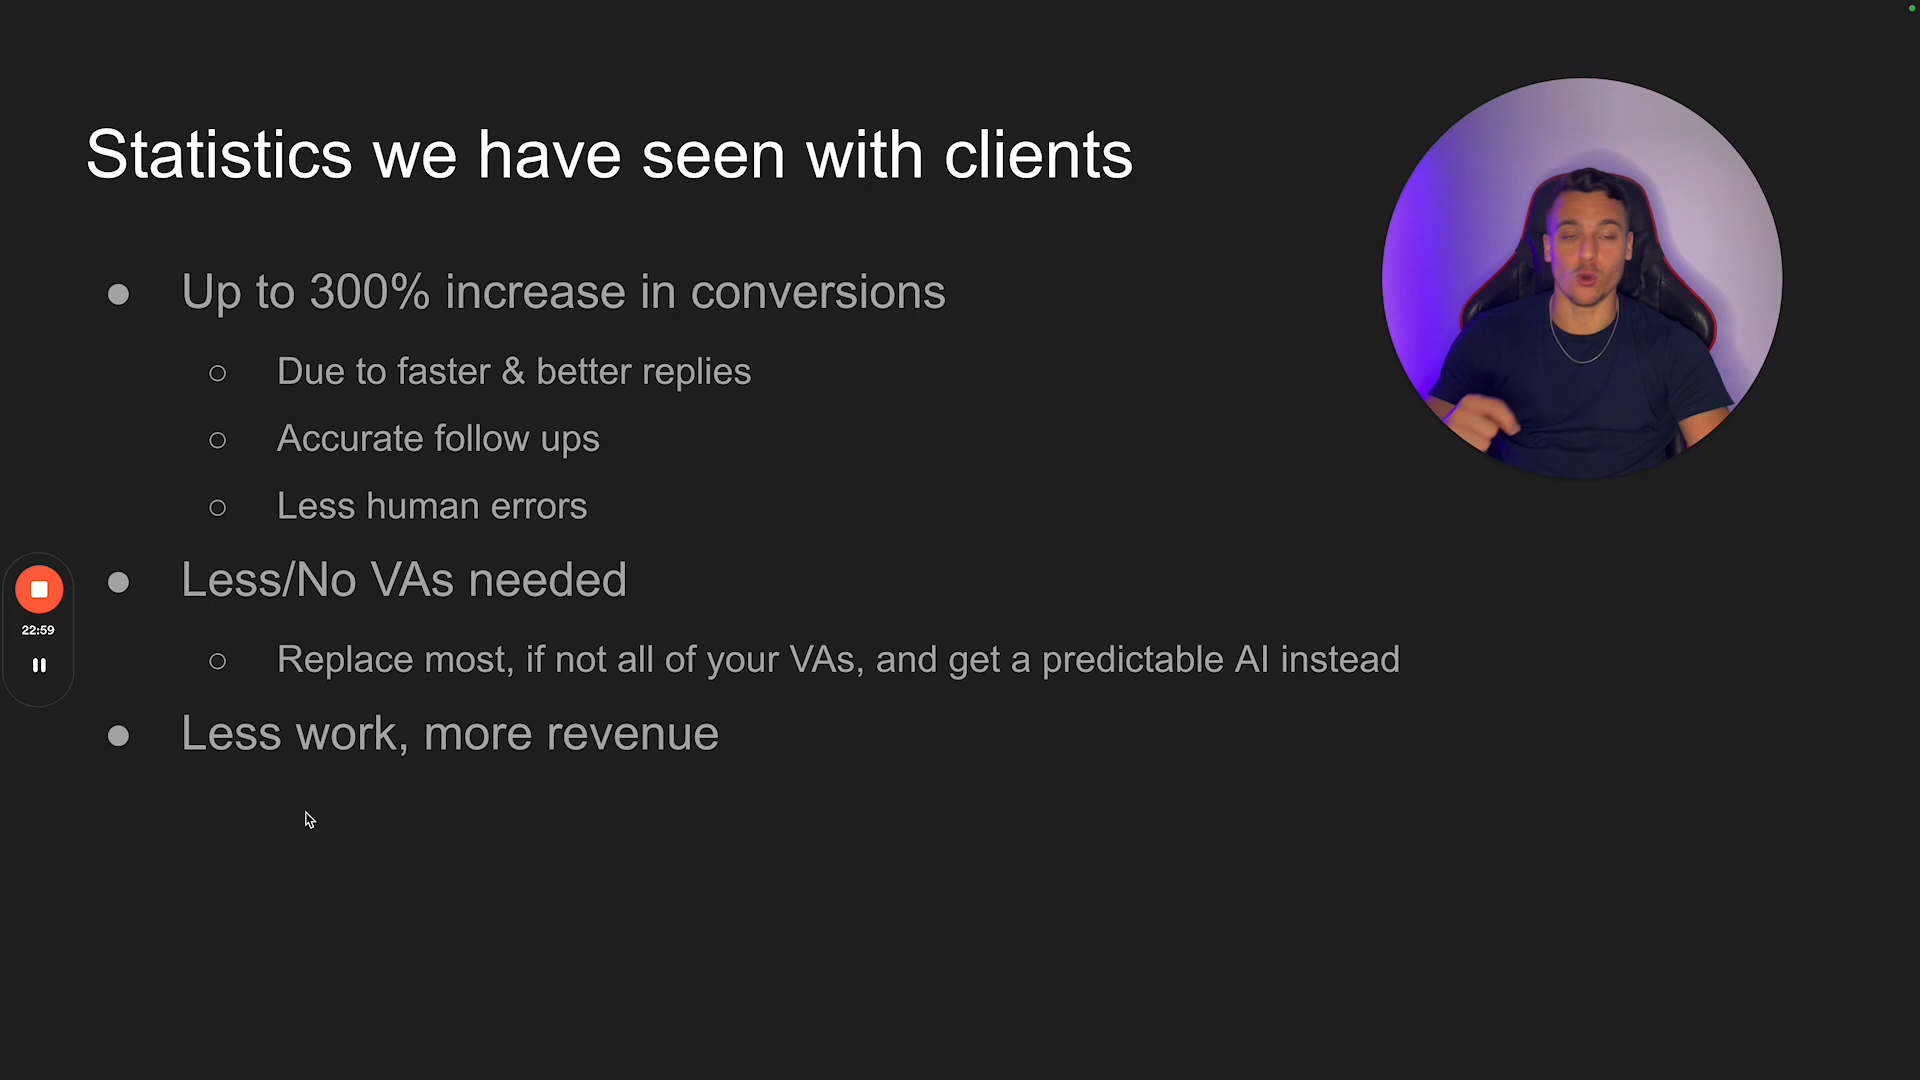 Statistics we have seen with clients
● Up to 300% increase in conversions
○ Due to faster & better replies
○ Accurate follow ups
○ Less human errors
● Less/No VAs needed
○ Replace most, if not all of your VAs, and get a predictable AI instead
● Less work, more revenue
22:59